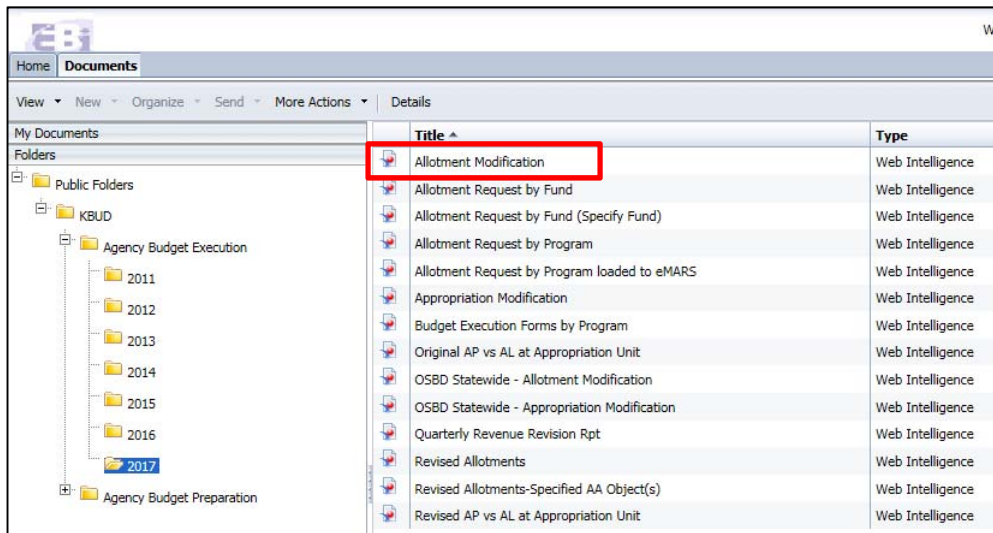 EBi
W
Home Documents
View New Organize Send More Actions Details
My Documents
Folders
Public Folders
KBUD
Agency Budget Execution
2011
2012
2013
2014
2015
2016
2017
Agency Budget Preparation
Title Type
Allotment Modification Web Intelligence
Allotment Request by Fund Web Intelligence
Allotment Request by Fund (Specify Fund) Web Intelligence
Allotment Request by Program Web Intelligence
Allotment Request by Program loaded to eMARS Web Intelligence
Appropriation Modification Web Intelligence
Budget Execution Forms by Program Web Intelligence
Original AP vs AL at Appropriation Unit Web Intelligence
OSBD Statewide - Allotment Modification Web Intelligence
OSBD Statewide - Appropriation Modification Web Intelligence
Quarterly Revenue Revision Rpt Web Intelligence
Revised Allotments Web Intelligence
Revised Allotments-Specified AA Object(s) Web Intelligence
Revised AP vs AL at Appropriation Unit Web Intelligence